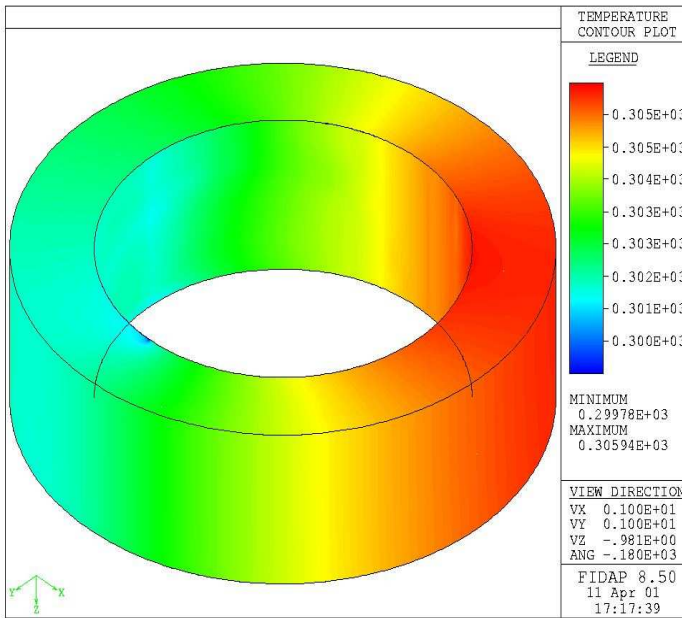 TEMPERATURE
CONTOUR PLOT
LEGEND
0.305E+03
0.305E+03
0.304E+03
0.303E+03
0.302E+03
0.301E+03
0.300E+03
MINIMUM
0.29978E+03
MAXIMUM
0.30594E+03
VIEW DIRECTION
VX 0.100E+01
VY 0.100E+01
VZ -.981E+00
ANG -.180E+03
FIDAP 8.50
11 Apr 01
17:17:39
Y X
Z